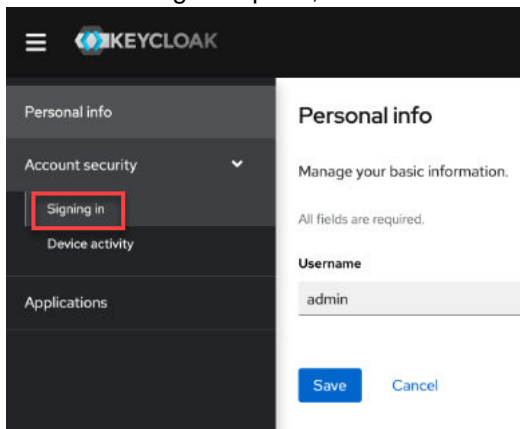 KEYCLOAK
Personal info
Account security
Signing in
Device activity
Applications
Personal info
Manage your basic information.
All fields are required.
Username
admin
Save Cancel